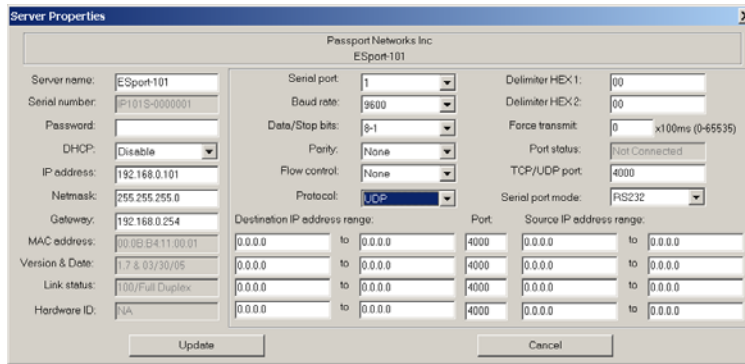 Server Properties
Passport Networks Inc
ESport-101
Server name: ESport-101
Serial number: IP101S-0000001
Password:
DHCP: Disable
IP address: 192.168.0.101
Netmask: 255.255.255.0
Gateway: 192.168.0.254
MAC address: 00.0B.B4.11.00.01
Version & Date: 1.7 & 03/30/05
Link status: 100/Full Duplex
Hardware ID: NA
Serial port: 1
Baud rate: 9600
Data/Stop bits: 8-1
Parity: None
Flow control: None
Protocol: UDP
Delimiter HEX1: 00
Delimiter HEX2: 00
Force transmit: 0 x100ms (0-65535)
Port status: Not Connected
TCP/UDP port: 4000
Serial port mode: RS232
Destination IP address range: Port: Source IP address range:
0.0.0.0 to 0.0.0.0 4000 0.0.0.0 to 0.0.0.0
0.0.0.0 to 0.0.0.0 4000 0.0.0.0 to 0.0.0.0
0.0.0.0 to 0.0.0.0 4000 0.0.0.0 to 0.0.0.0
0.0.0.0 to 0.0.0.0 4000 0.0.0.0 to 0.0.0.0
Update Cancel